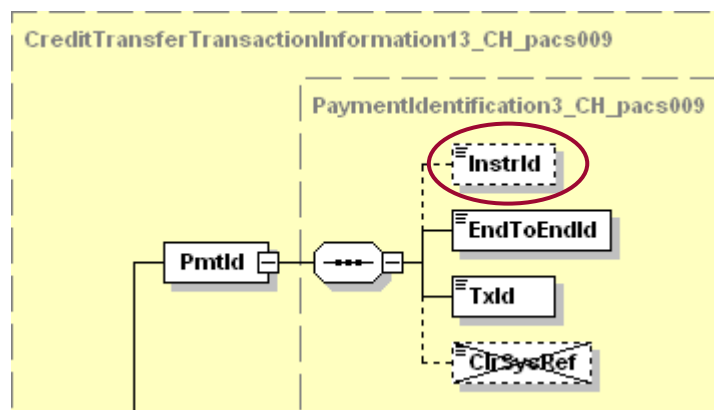 CreditTransferTransactionInformation13_CH_pacs009
PaymentIdentification3_CH_pacs009
InstrId
EndToEndId
PmtId
TxId
ClrSysRef